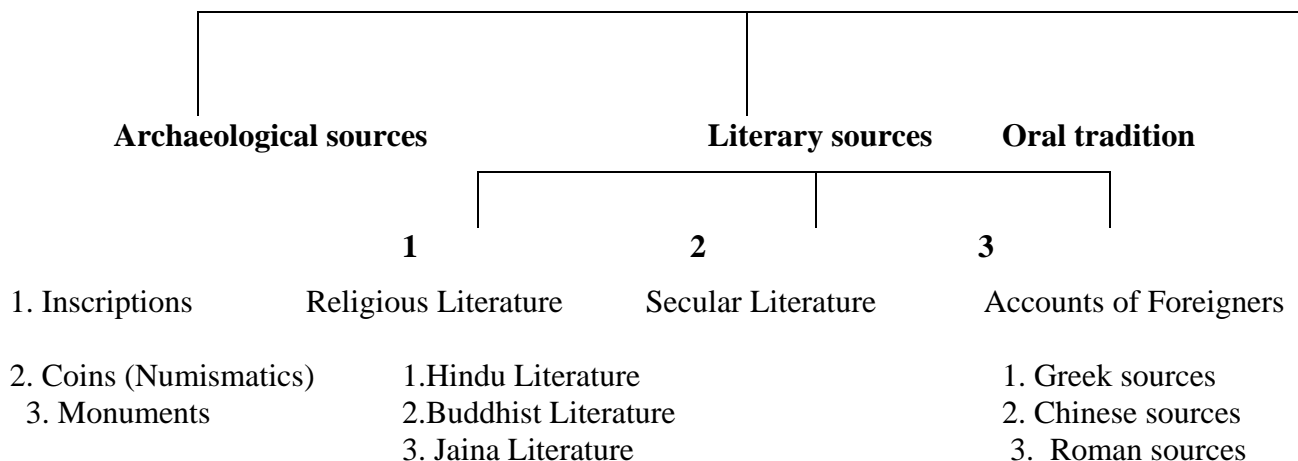 Archaeological sources Literary sources Oral tradition
1 2 3
1. Inscriptions Religious Literature Secular Literature Accounts of Foreigners
2. Coins (Numismatics) 1.Hindu Literature 1. Greek sources
3. Monuments 2.Buddhist Literature 2. Chinese sources
3. Jaina Literature 3. Roman sources